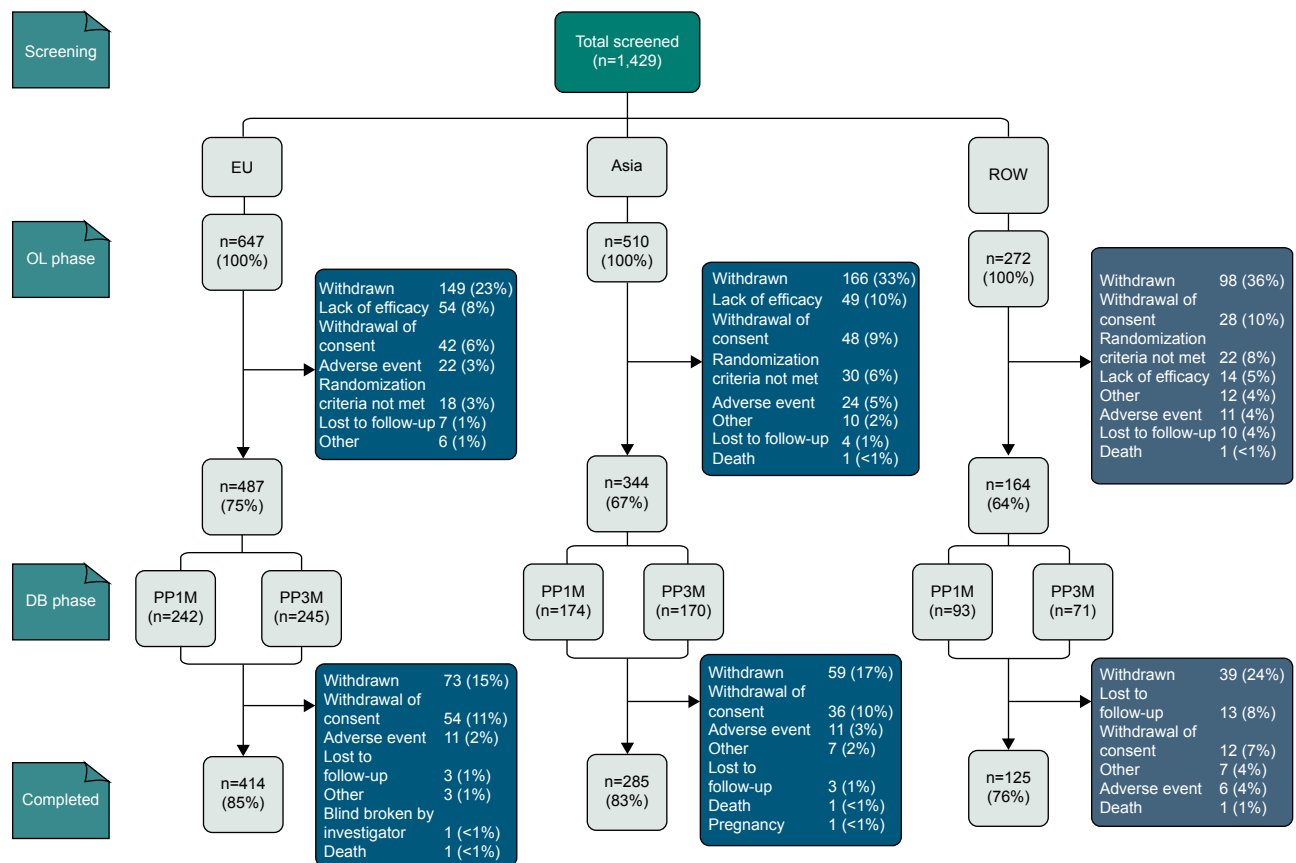 Screening
Total screened
(n=1,429)
EU
Asia
ROW
OL phase
n=647
(100%)
n=510
(100%)
n=272
(100%)
Withdrawn 149 (23%)
Lack of efficacy 54 (8%)
Withdrawal of
consent 42 (6%)
Adverse event 22 (3%)
Randomization
criteria not met 18 (3%)
Lost to follow-up 7 (1%)
Other 6 (1%)
Withdrawn 166 (33%)
Lack of efficacy 49 (10%)
Withdrawal of
consent 48 (9%)
Randomization
criteria not met 30 (6%)
Adverse event 24 (5%)
Other 10 (2%)
Lost to follow-up 4 (1%)
Death 1 (<1%)
Withdrawn 98 (36%)
Withdrawal of
consent 28 (10%)
Randomization
criteria not met 22 (8%)
Lack of efficacy 14 (5%)
Other 12 (4%)
Adverse event 11 (4%)
Lost to follow-up 10 (4%)
Death 1 (<1%)
n=487
(75%)
n=344
(67%)
n=164
(64%)
DB phase
PP1M
(n=242)
PP3M
(n=245)
PP1M
(n=174)
PP3M
(n=170)
PP1M
(n=93)
PP3M
(n=71)
Withdrawn 73 (15%)
Withdrawal of
consent 54 (11%)
Adverse event 11 (2%)
Lost to
follow-up 3 (1%)
Other 3 (1%)
Blind broken by
investigator 1 (<1%)
Death 1 (<1%)
Withdrawn 59 (17%)
Withdrawal of
consent 36 (10%)
Adverse event 11 (3%)
Other 7 (2%)
Lost to
follow-up 3 (1%)
Death 1 (<1%)
Pregnancy 1 (<1%)
Withdrawn 39 (24%)
Lost to
follow-up 13 (8%)
Withdrawal of
consent 12 (7%)
Other 7 (4%)
Adverse event 6 (4%)
Death 1 (1%)
Completed
n=414
(85%)
n=285
(83%)
n=125
(76%)